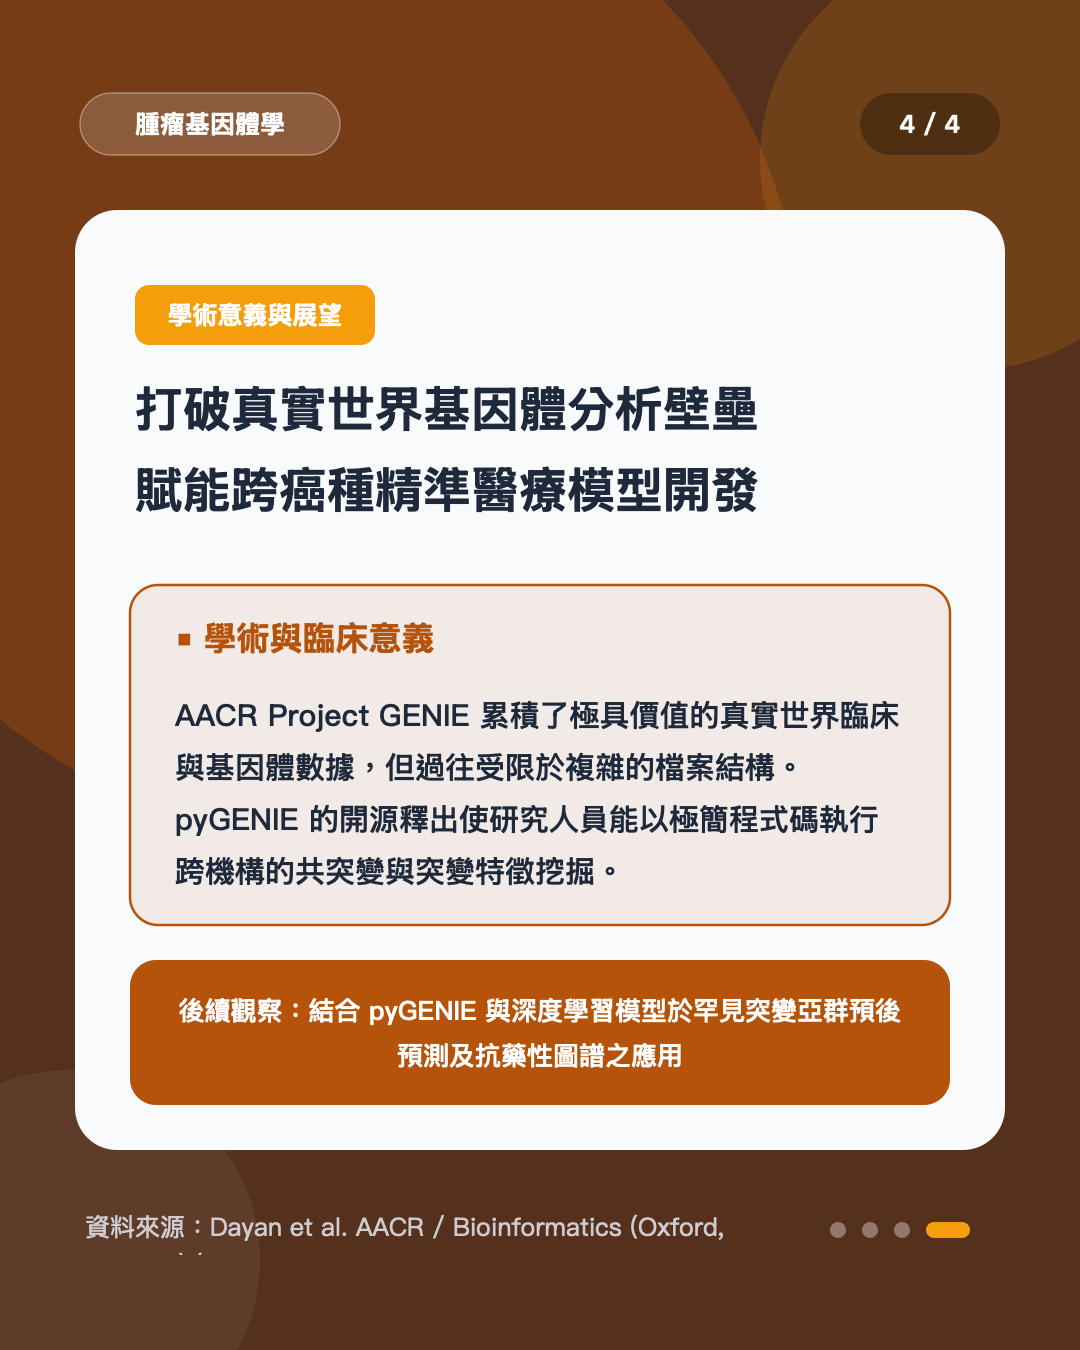 腫瘤基因體學
4 / 4
學術意義與展望
打破真實世界基因體分析壁壘
賦能跨癌種精準醫療模型開發
▪ 學術與臨床意義
AACR Project GENIE 累積了極具價值的真實世界臨床
與基因體數據，但過往受限於複雜的檔案結構。
pyGENIE 的開源釋出使研究人員能以極簡程式碼執行
跨機構的共突變與突變特徵挖掘。
後續觀察：結合 pyGENIE 與深度學習模型於罕見突變亞群預後
預測及抗藥性圖譜之應用
資料來源：Dayan et al. AACR / Bioinformatics (Oxford,